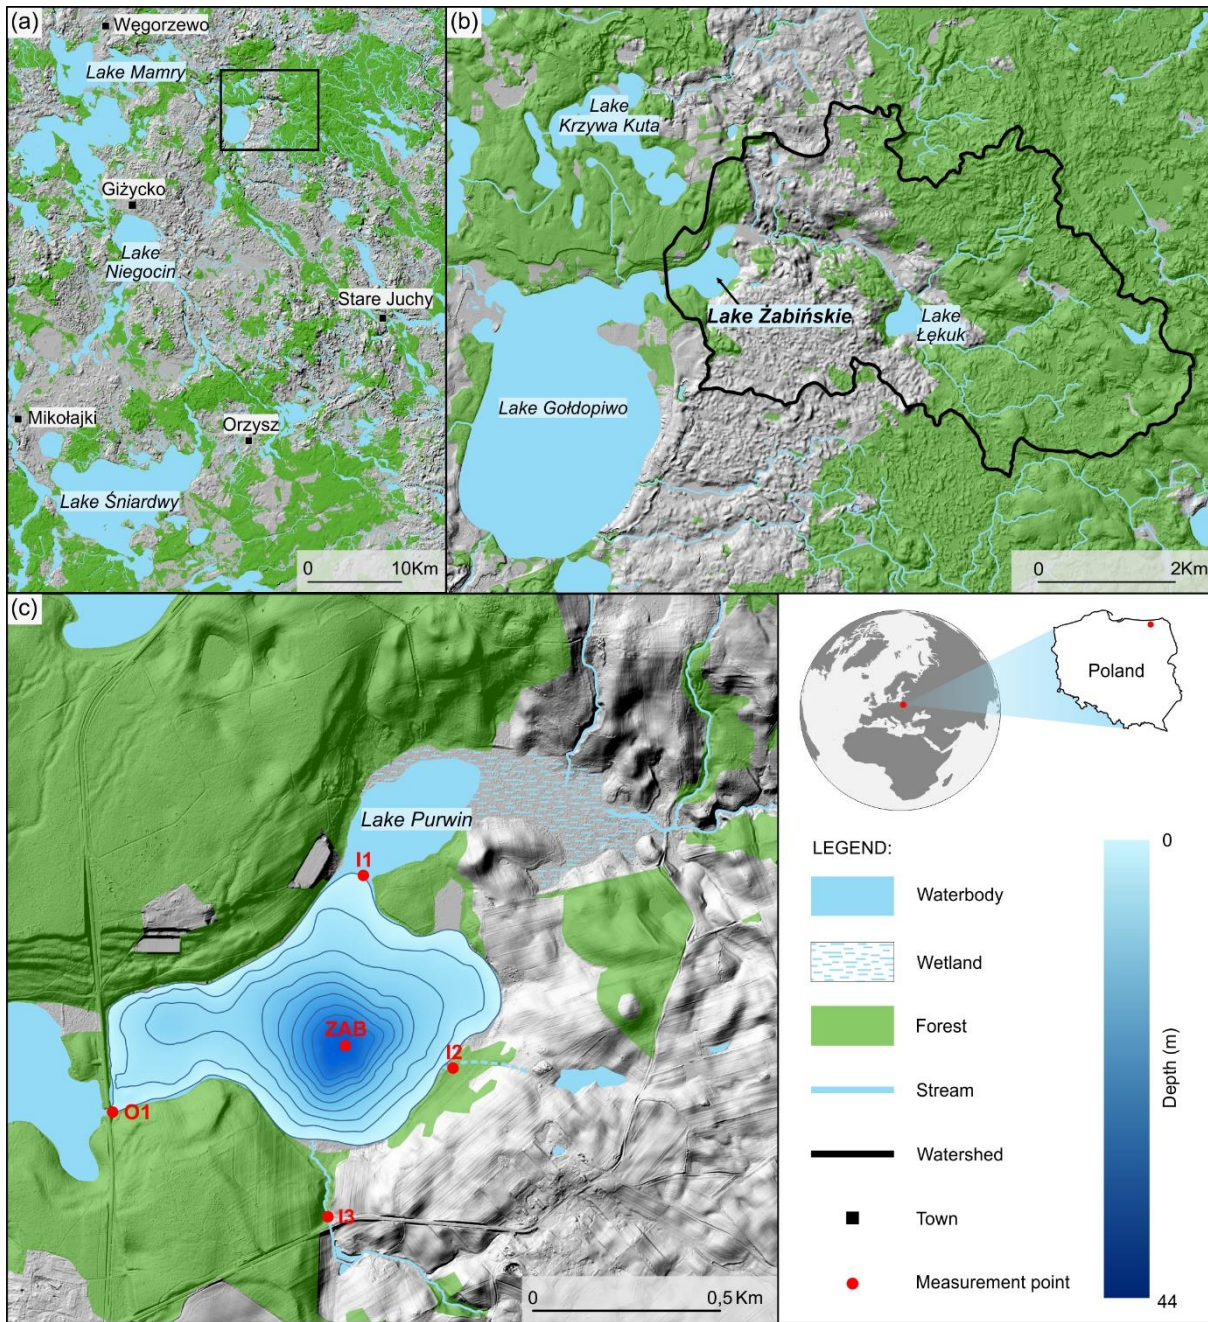 (a)
Węgorzewo
Lake Mamry
Giżycko
Lake
Niegocin
Stare Juchy
Mikołajki
Orzysz
Lake Śniardwy
0 10Km
(b)
Lake
Krzywa Kuta
Lake Żabińskie
Lake
Łękuk
Lake Gołdopiwo
0 2Km
(c)
Lake Purwin
I1
ZAB
I2
O1
I3
0 0,5 Km
Poland
LEGEND:
Waterbody
Wetland
Forest
Stream
Watershed
Town
Measurement point
0
Depth (m)
44